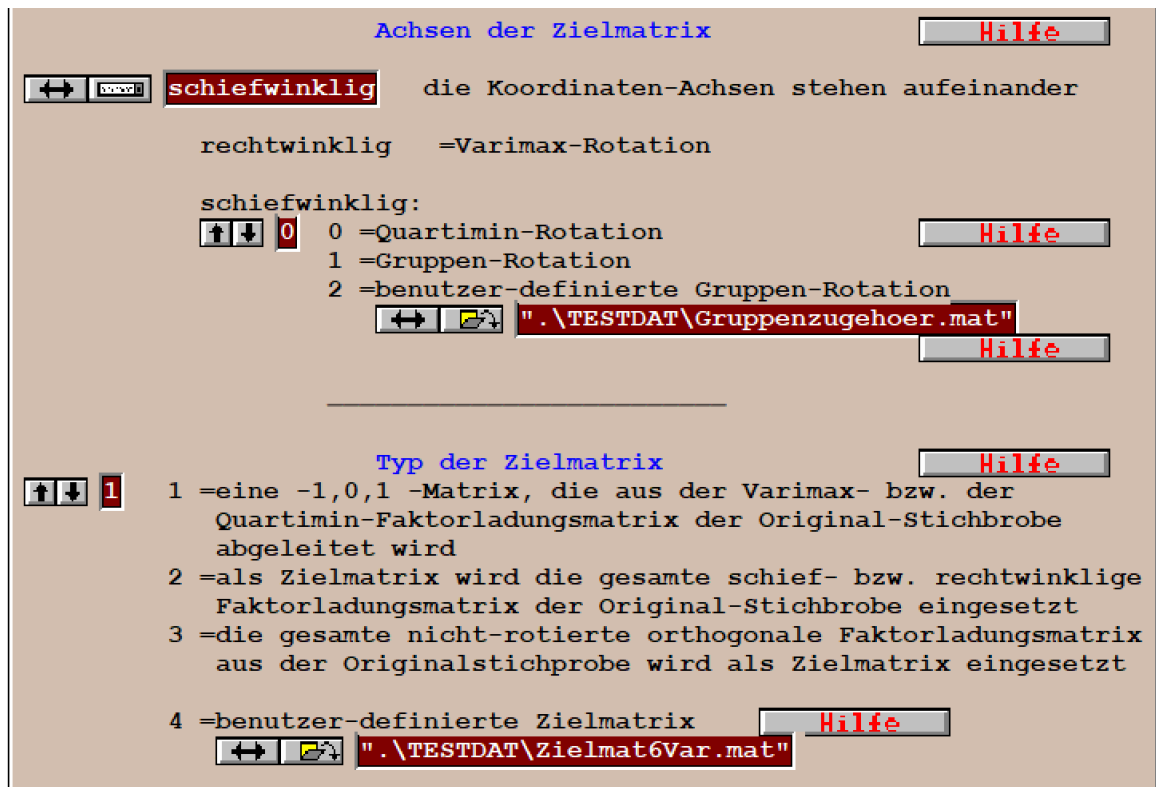 Achsen der Zielmatrix Hilfe
schiefwinklig die Koordinaten-Achsen stehen aufeinander
rechtwinklig =Varimax-Rotation
schiefwinklig:
0 0 =Quartimin-Rotation Hilfe
1 =Gruppen-Rotation
2 =benutzer-definierte Gruppen-Rotation
".\TESTDAT\Gruppenzugehoer.mat"
Hilfe
Typ der Zielmatrix Hilfe
1 1 =eine -1,0,1 -Matrix, die aus der Varimax- bzw. der
Quartimin-Faktorladungsmatrix der Original-Stichbrobe
abgeleitet wird
2 =als Zielmatrix wird die gesamte schief- bzw. rechtwinklige
Faktorladungsmatrix der Original-Stichbrobe eingesetzt
3 =die gesamte nicht-rotierte orthogonale Faktorladungsmatrix
aus der Originalstichprobe wird als Zielmatrix eingesetzt
4 =benutzer-definierte Zielmatrix Hilfe
".\TESTDAT\Zielmat6Var.mat"